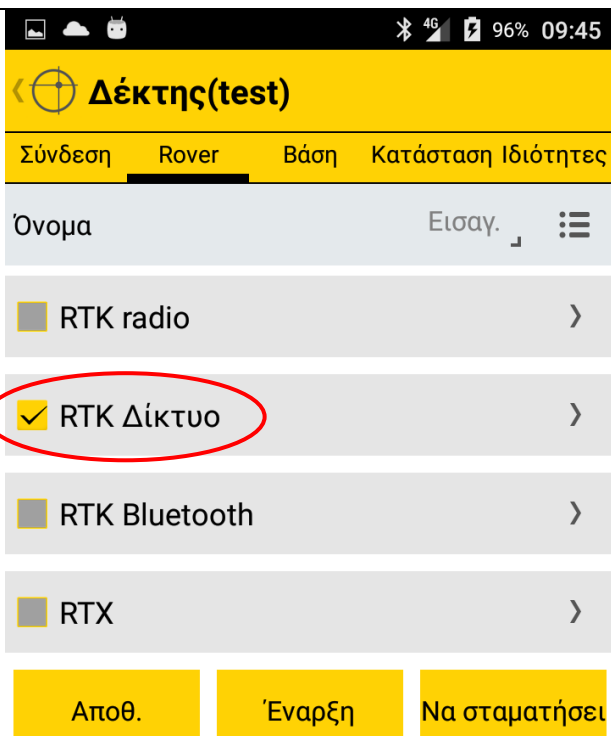 4G 96% 09:45
Δέκτης(test)
Σύνδεση Rover Βάση Κατάσταση Ιδιότητες
Όνομα Εισαγ.
RTK radio
RTK Δίκτυο
RTK Bluetooth
RTX
Αποθ. Έναρξη Να σταματήσει